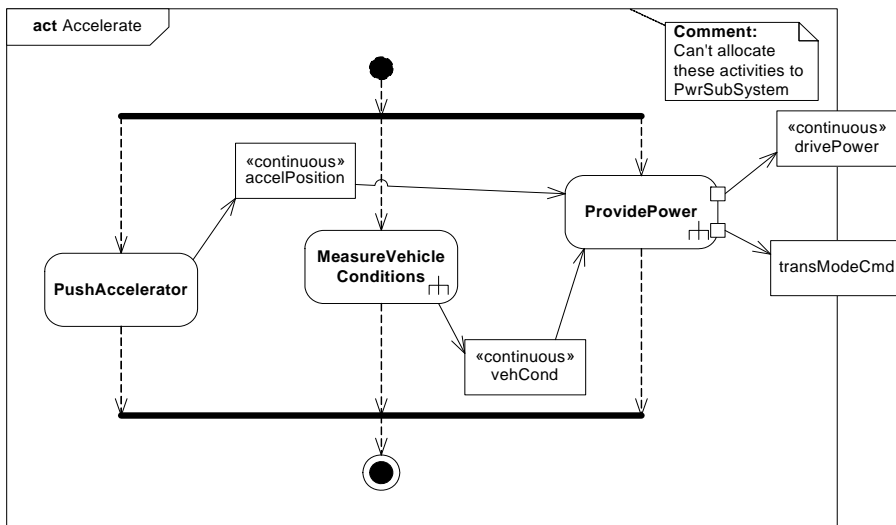 act Accelerate
Comment:
Can't allocate
these activities to
PwrSubSystem
«continuous»
drivePower
«continuous»
accelPosition
ProvidePower
MeasureVehicle
Conditions
PushAccelerator
transModeCmd
«continuous»
vehCond